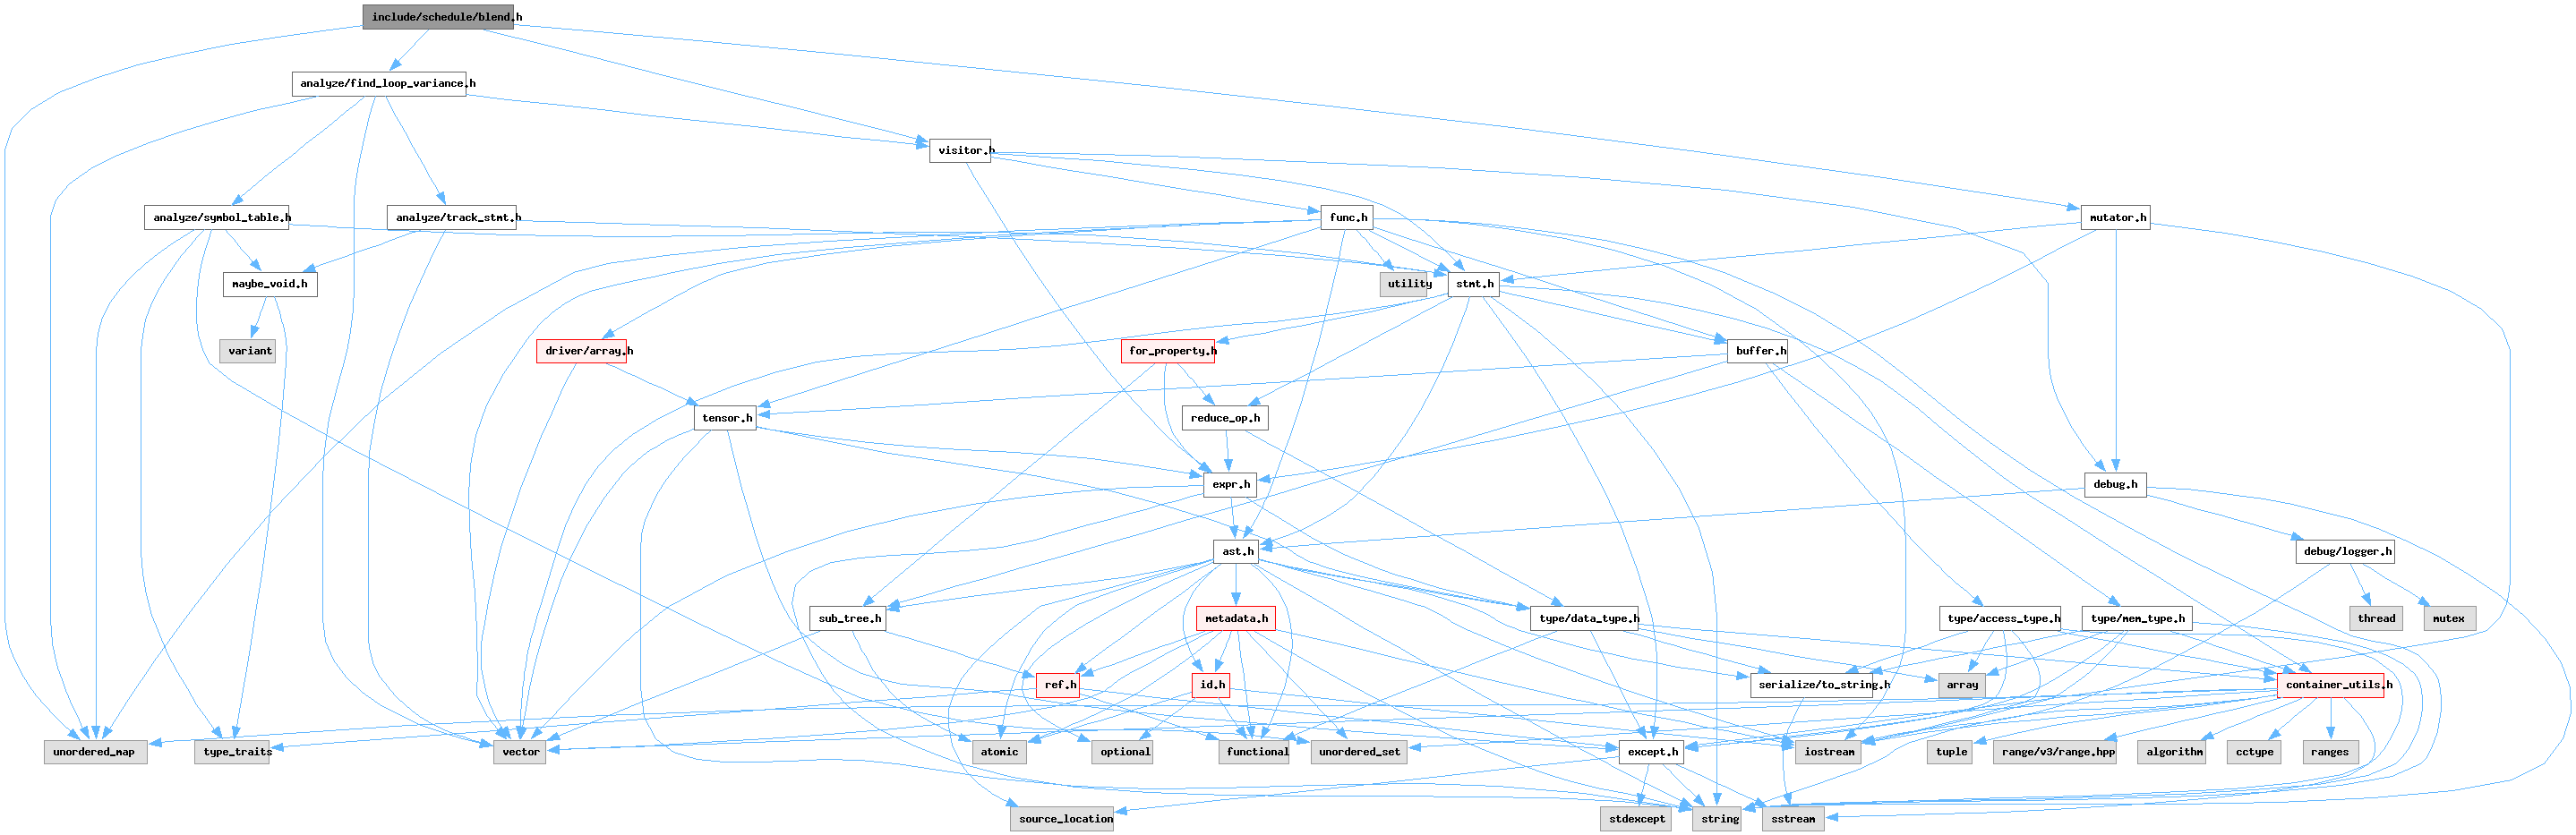 include/schedule/blend.h
analyze/find_loop_variance.h
visitor.h
analyze/symbol_table.h
analyze/track_stmt.h
func.h
mutator.h
maybe_void.h
utility
stmt.h
variant
driver/array.h
for_property.h
buffer.h
tensor.h
reduce_op.h
expr.h
debug.h
ast.h
debug/logger.h
sub_tree.h
metadata.h
type/data_type.h
type/access_type.h
type/mem_type.h
thread
mutex
ref.h
id.h
serialize/to_string.h
array
container_utils.h
unordered_map
type_traits
vector
atomic
optional
functional
unordered_set
except.h
iostream
tuple
range/v3/range.hpp
algorithm
cctype
ranges
source_location
stdexcept
string
sstream